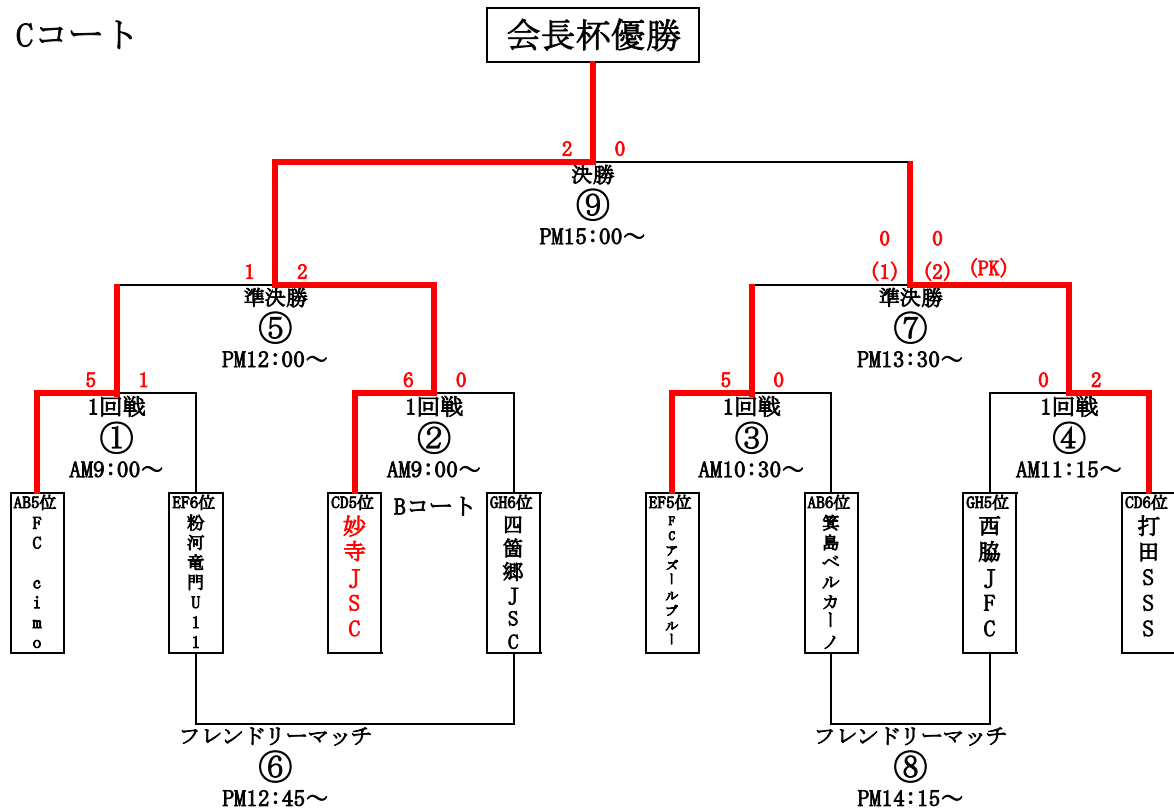 Cコート
会長杯優勝
2 0
決勝
⑨
PM15:00～
0 0
(1) (2) (PK)
1 2
準決勝
⑤
PM12:00～
準決勝
⑦
PM13:30～
5 1
1回戦
①
AM9:00～
6 0
1回戦
②
AM9:00～
Bコート
5 0
1回戦
③
AM10:30～
0 2
1回戦
④
AM11:15～
AB5位
FC cimo
EF6位
粉河竜門U11
CD5位
妙寺JSC
GH6位
四箇郷JSC
EF5位
FCアズールブルー
AB6位
箕島ベルカーノ
GH5位
西脇JFC
CD6位
打田SSS
フレンドリーマッチ
⑥
PM12:45～
フレンドリーマッチ
⑧
PM14:15～